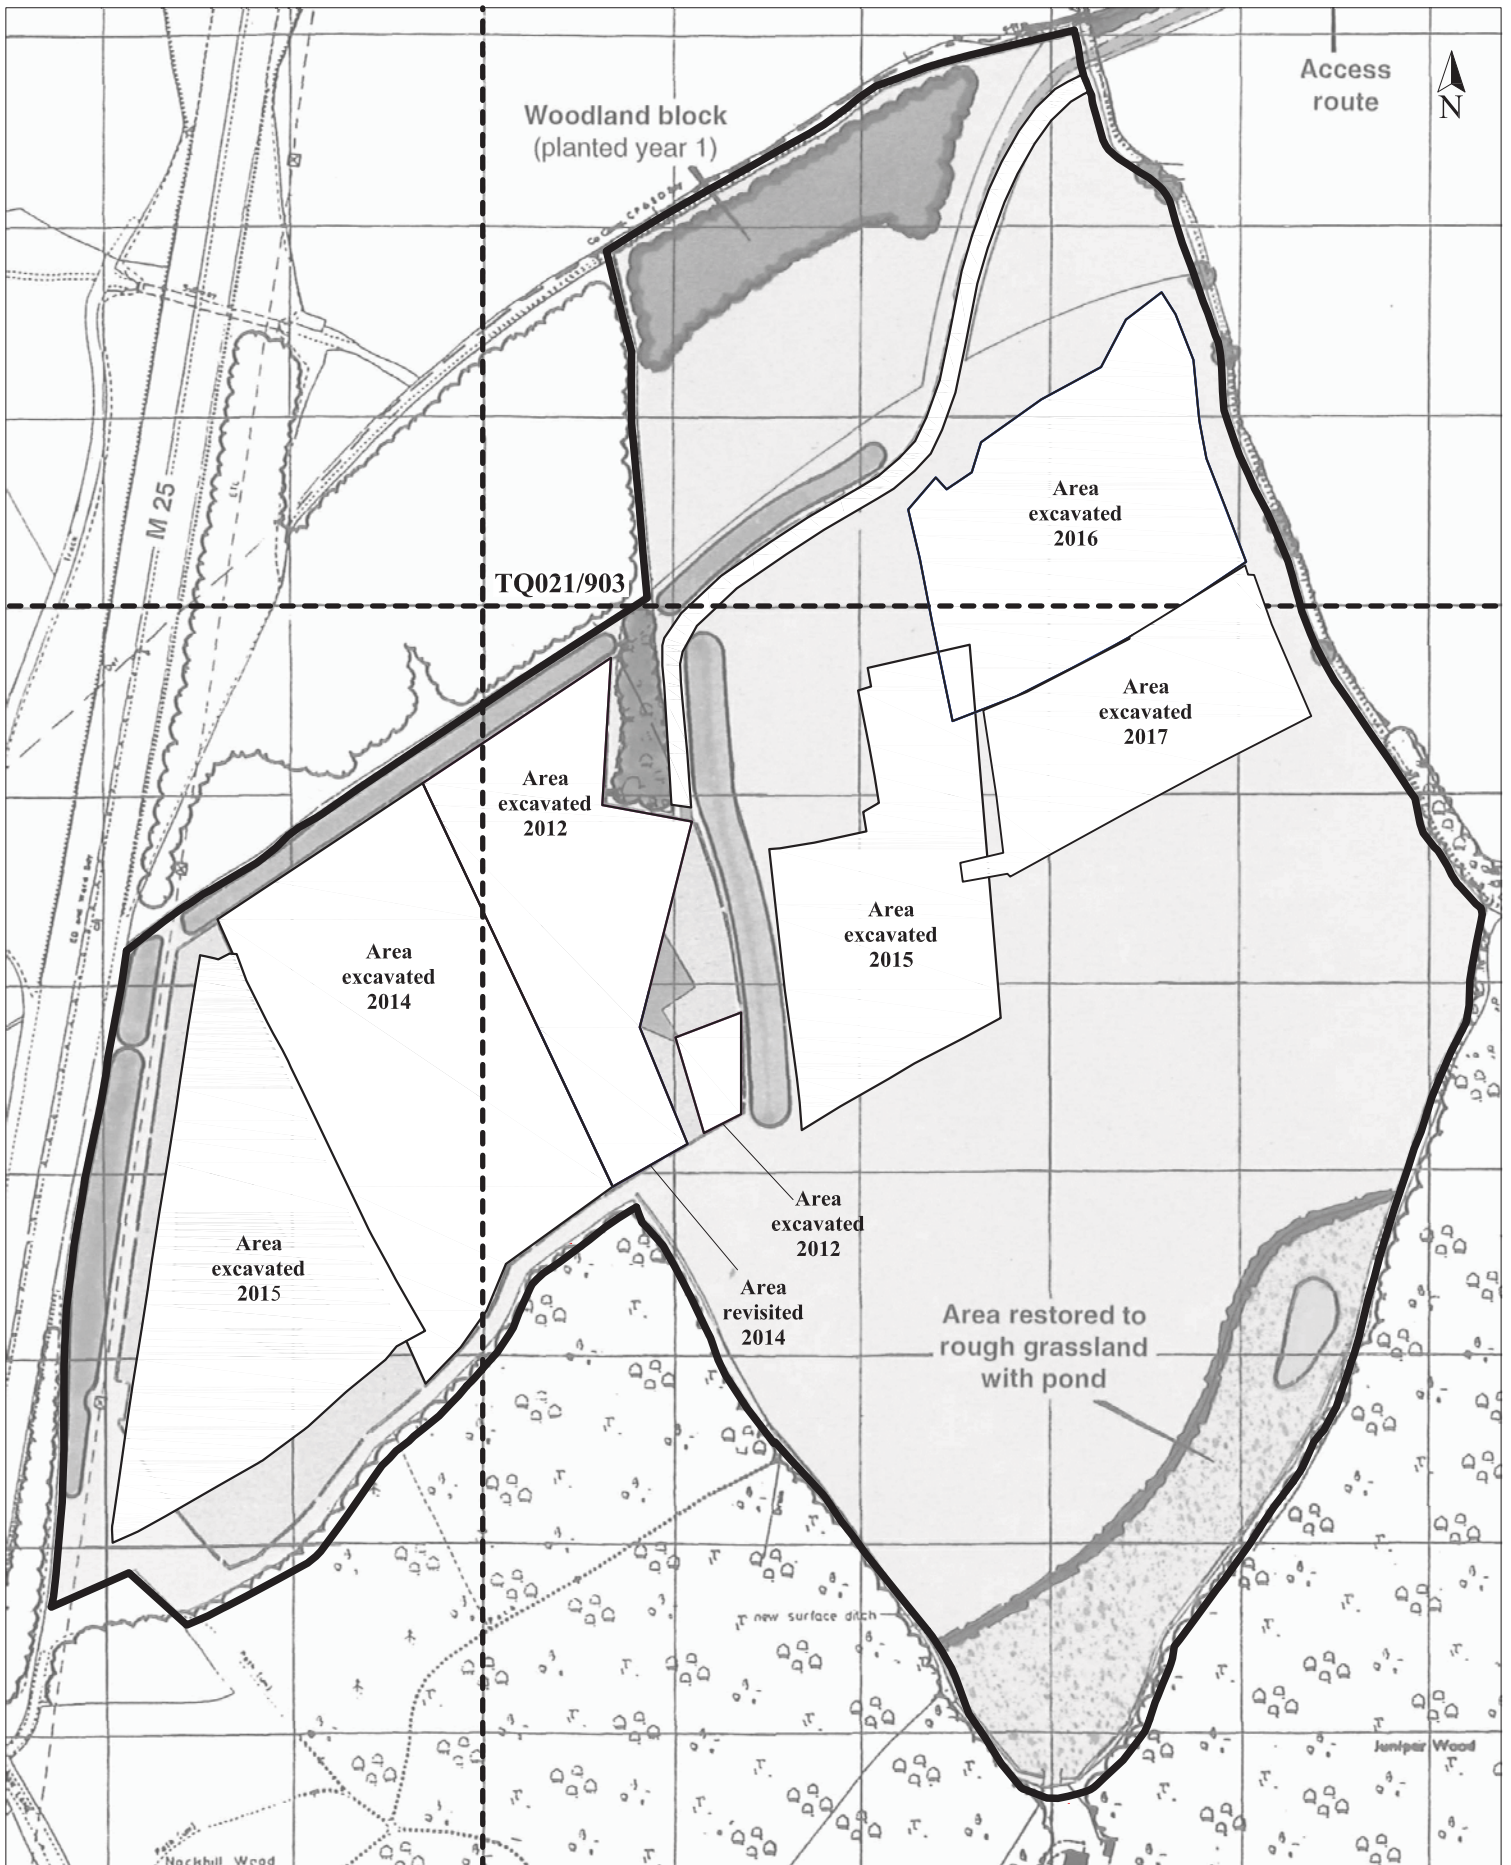 Access
route
N
Woodland block
(planted year 1)
M 25
Track
Area
excavated
2016
TQ021/903
Area
excavated
2017
Area
excavated
2012
Area
excavated
2015
Area
excavated
2014
Area
excavated
2012
Area
excavated
2015
Area
revisited
2014
Area restored to
rough grassland
with pond
new surface ditch
Juniper Wood
Nockhill Wood